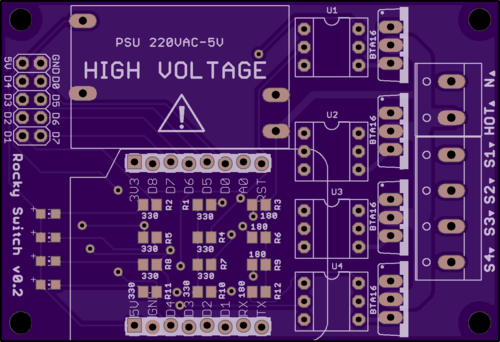 PSU 220VAC-5V
HIGH VOLTAGE
U1
BTA16
5V GND
D4 D0
D3 D5
D2 D6
D1 D7
Rocky Switch v0.2
3V3 D8 D7 D6 D5 D0 A0 RST
330 R2
R1 330
180 R3
330 R5
R4 330
180 R6
330 R8
R7 330
180 R9
330 R11
R10 330
180 R12
5V GND D4 D3 D2 D1 RX TX
U2
BTA16
U3
BTA16
U4
BTA16
S4 S3 S2 S1 HOT N